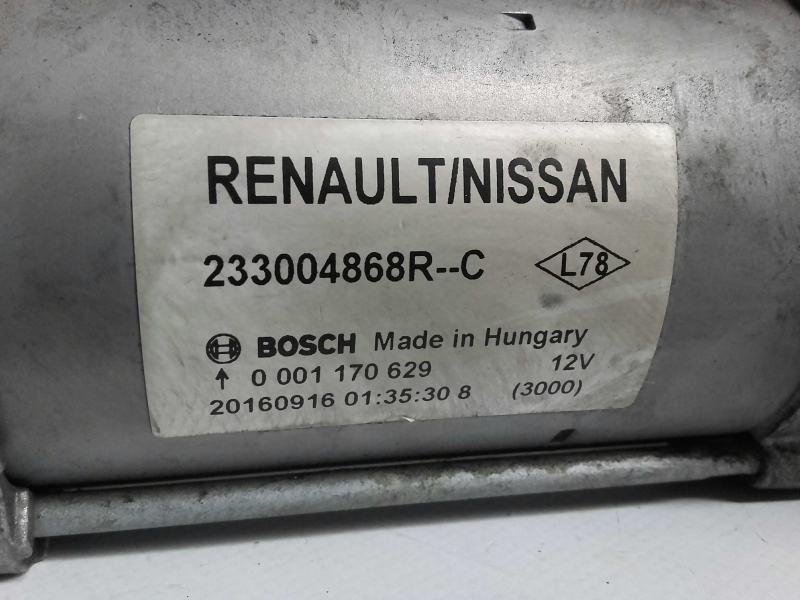 RENAULT/NISSAN
233004868R--C L78
BOSCH Made in Hungary
0 001 170 629 12V
20160916 01:35:30 8 (3000)